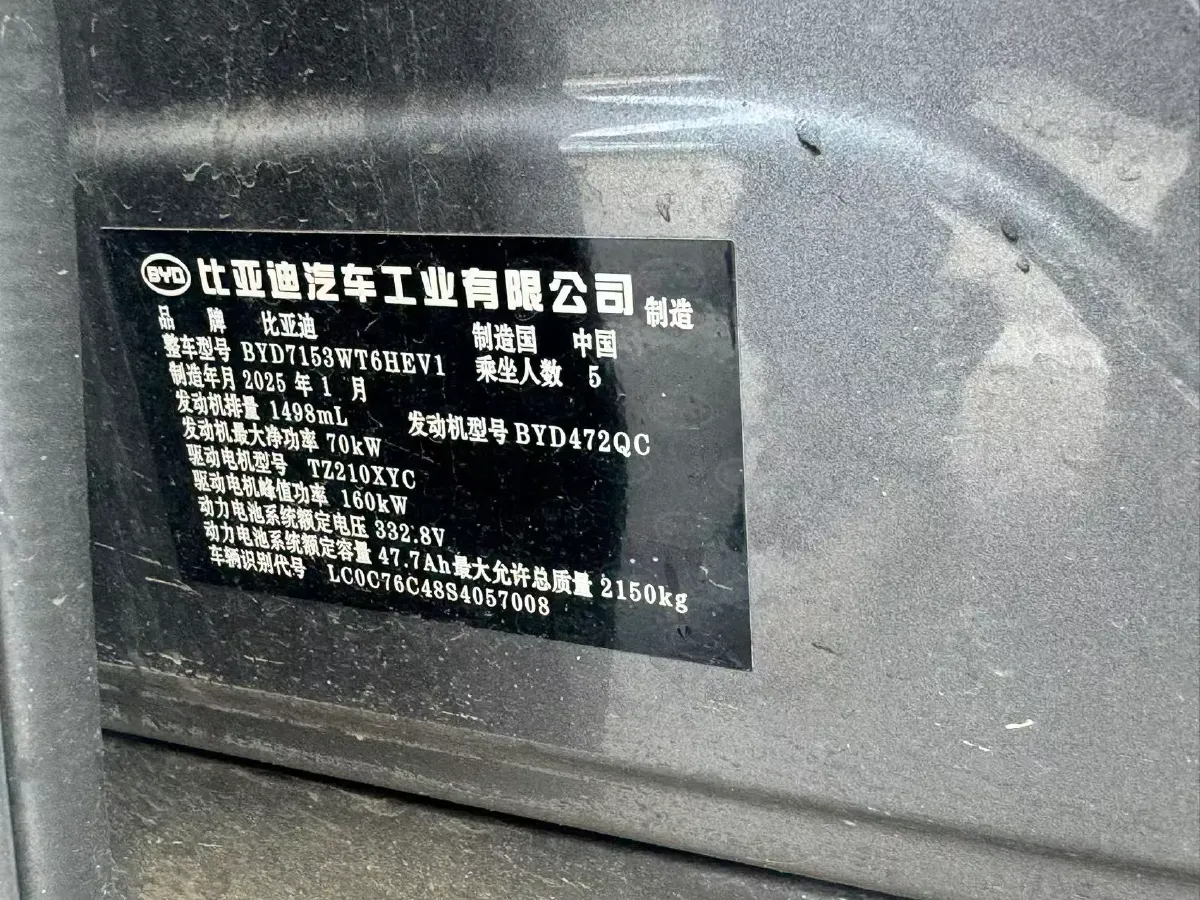 BYD 比亚迪汽车工业有限公司 制造
品 牌 比亚迪 制造国 中国
整车型号 BYD7153WT6HEV1 乘坐人数 5
制造年月 2025 年 1 月
发动机排量 1498mL 发动机型号 BYD472QC
发动机最大净功率 70kW
驱动电机型号 TZ210XYC
驱动电机峰值功率 160kW
动力电池系统额定电压 332.8V
动力电池系统额定容量 47.7Ah 最大允许总质量 2150kg
车辆识别代号 LC0C76C48S4057008